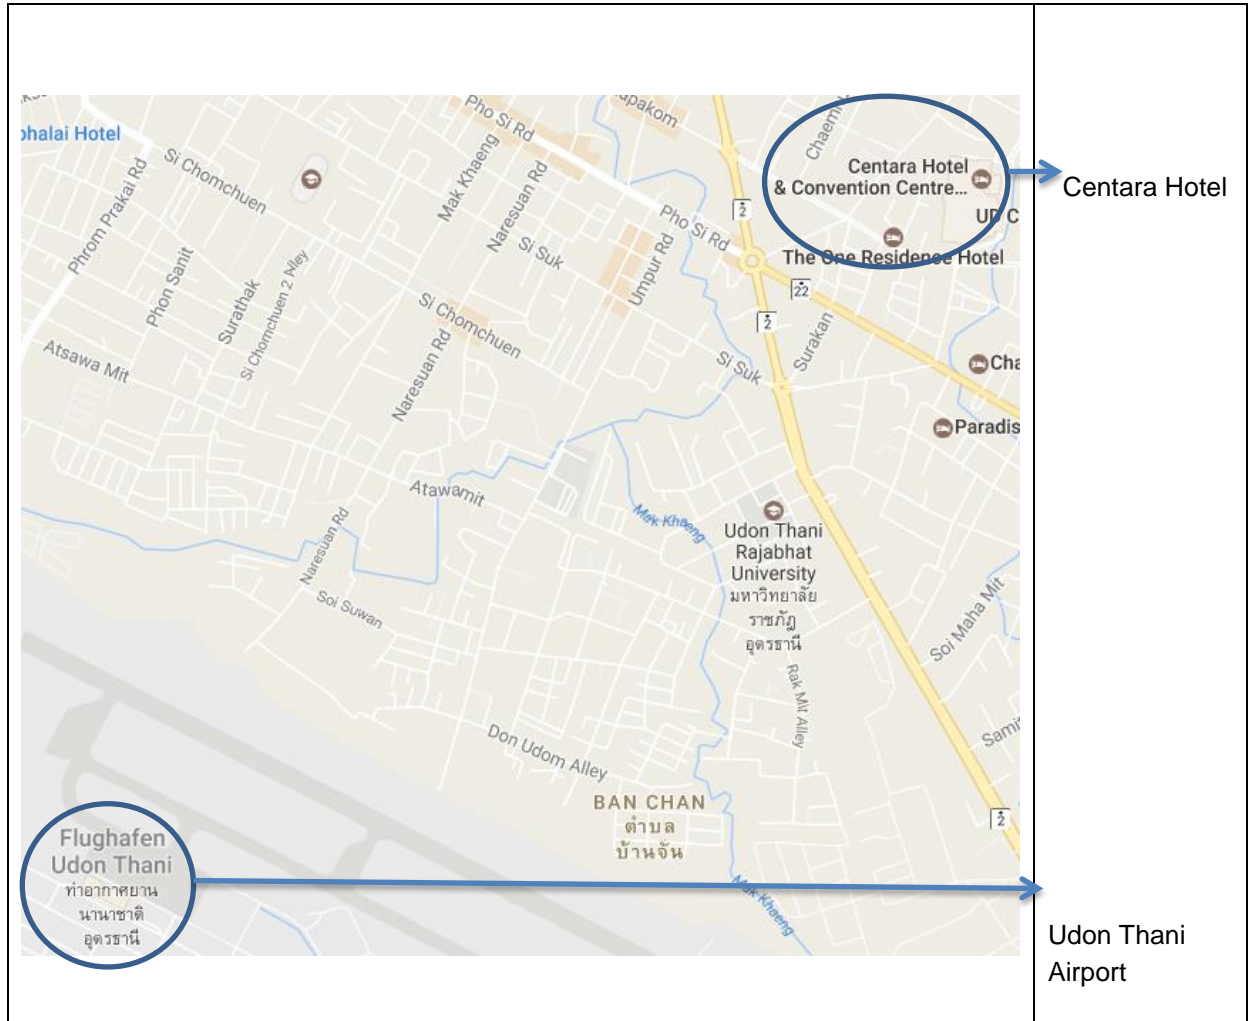 phalai Hotel
Si Chomchuen
Phrom Prakai Rd
Phon Sanit
Surathak
Si Chomchuen 2 Alley
Atsawa Mit
Pho Si Rd
Mak Khaeng
Naresuan Rd
Si Suk
Umpur Rd
Si Chomchuen
Naresuan Rd
apakom
Pho Si Rd
2
Centara Hotel
& Convention Centre...
UD C
The One Residence Hotel
22
2
Surakan
Si Suk
Cha
Paradis
Atawamit
Naresuan Rd
Soi Suwan
Mak Khaeng
Udon Thani
Rajabhat
University
มหาวิทยาลัย
ราชภัฏ
อุดรธานี
Soi Maha Mit
Rak Mit Alley
Samit
Don Udom Alley
BAN CHAN
ตำบล
บ้านจั่น
2
Mak Khaeng
Flughafen
Udon Thani
ท่าอากาศยาน
นานาชาติ
อุดรธานี
Centara Hotel
Udon Thani
Airport